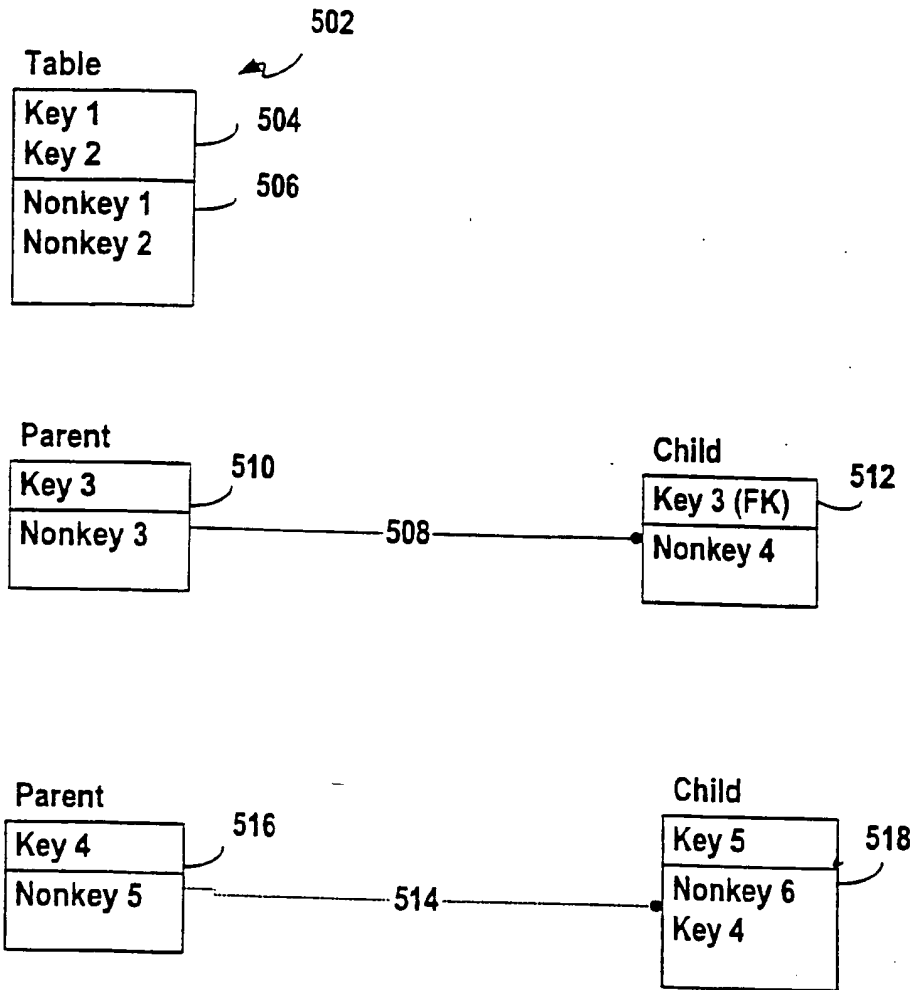 502
Table
Key 1
Key 2
504
Nonkey 1
Nonkey 2
506
Parent
Key 3
510
Nonkey 3
508
Child
Key 3 (FK)
512
Nonkey 4
Parent
Key 4
516
Nonkey 5
514
Child
Key 5
518
Nonkey 6
Key 4